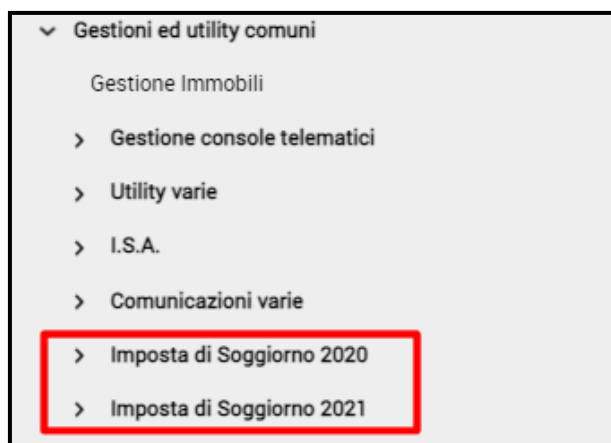 Gestioni ed utility comuni
Gestione Immobili
Gestione console telematici
Utility varie
I.S.A.
Comunicazioni varie
Imposta di Soggiorno 2020
Imposta di Soggiorno 2021